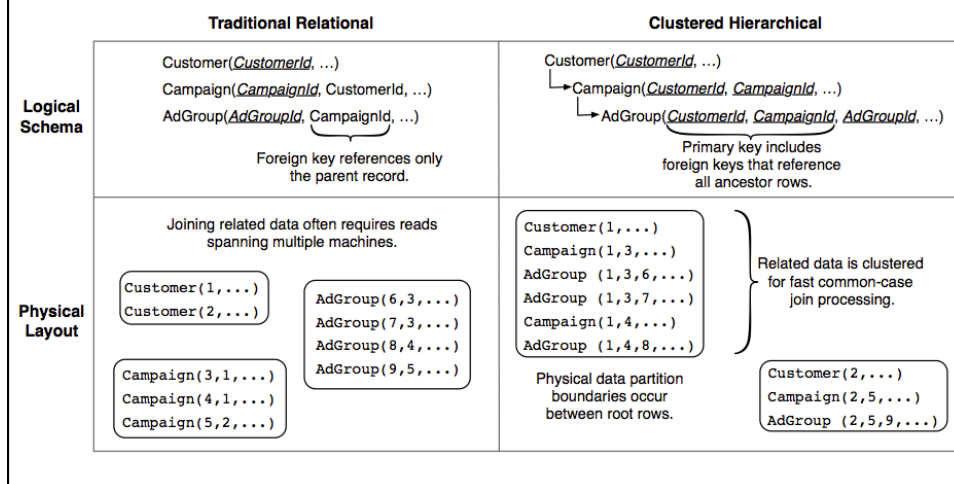 Traditional Relational
Clustered Hierarchical
Logical
Schema
Customer(CustomerId, …)
Campaign(CampaignId, CustomerId, …)
AdGroup(AdGroupId, CampaignId, …)
Foreign key references only
the parent record.
Customer(CustomerId, …)
Campaign(CustomerId, CampaignId, …)
AdGroup(CustomerId, CampaignId, AdGroupId, …)
Primary key includes
foreign keys that reference
all ancestor rows.
Physical
Layout
Joining related data often requires reads
spanning multiple machines.
Customer(1,...)
Customer(2,...)
AdGroup(6,3,...)
AdGroup(7,3,...)
AdGroup(8,4,...)
AdGroup(9,5,...)
Campaign(3,1,...)
Campaign(4,1,...)
Campaign(5,2,...)
Customer(1,...)
Campaign(1,3,...)
AdGroup (1,3,6,...)
AdGroup (1,3,7,...)
Campaign(1,4,...)
AdGroup (1,4,8,...)
Related data is clustered
for fast common-case
join processing.
Physical data partition
boundaries occur
between root rows.
Customer(2,...)
Campaign(2,5,...)
AdGroup (2,5,9,...)